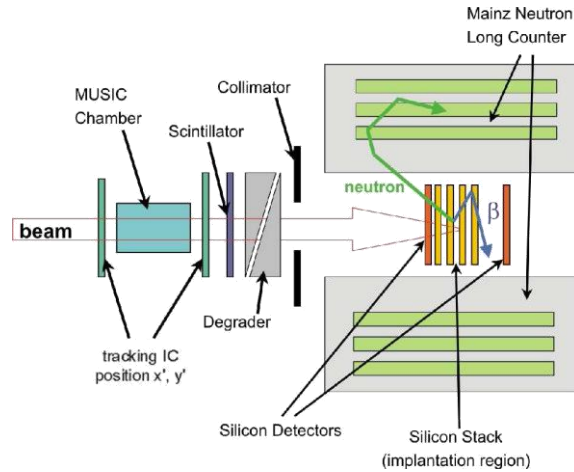 Mainz Neutron
Long Counter
Collimator
MUSIC
Chamber
Scintillator
neutron
β
beam
Degrader
tracking IC
position x', y'
Silicon Detectors
Silicon Stack
(implantation region)